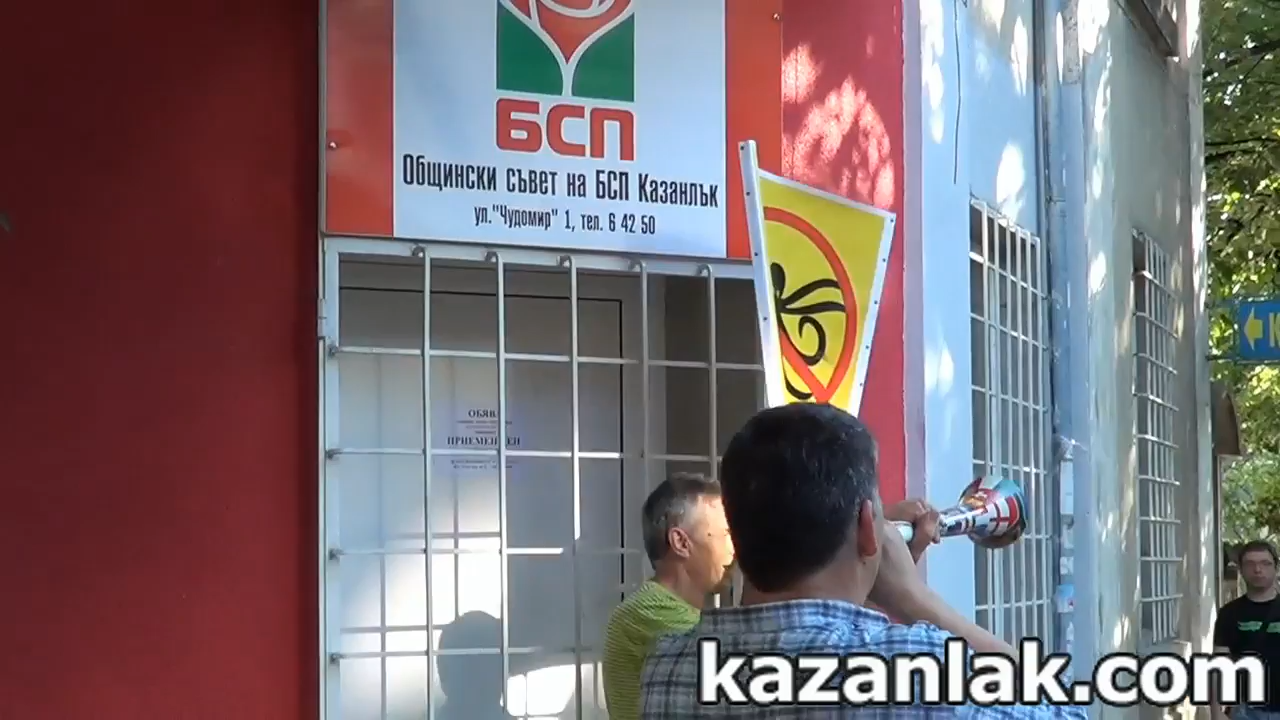 БСП
Общински съвет на БСП Казанлък
ул."Чудомир" 1, тел. 6 42 50
kazanlak.com